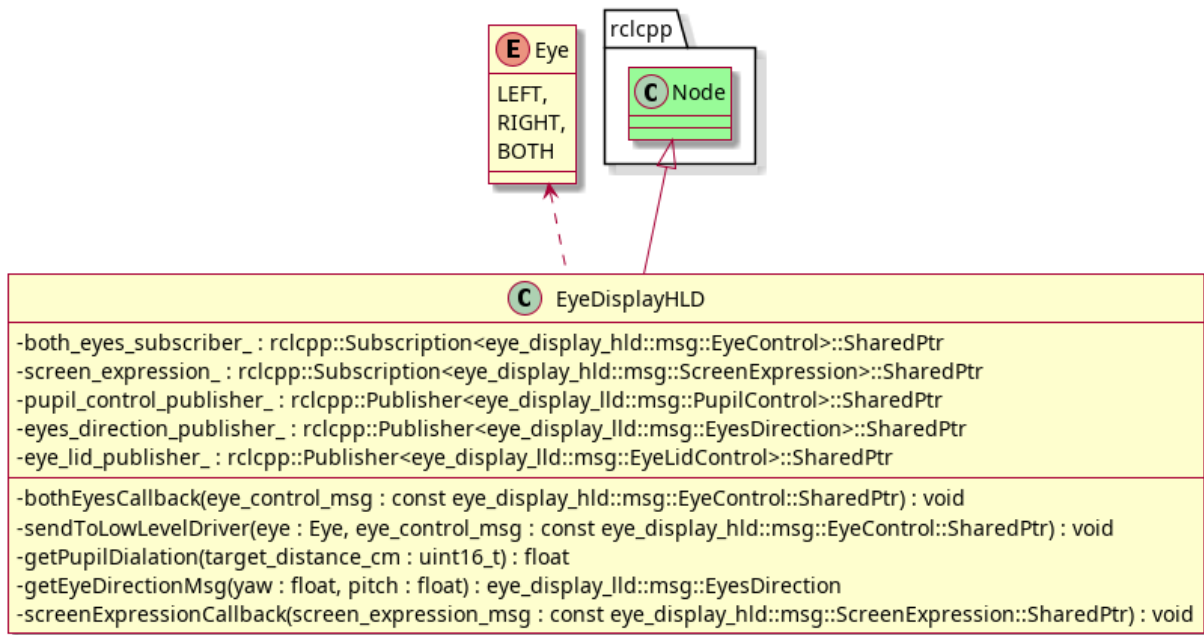 E Eye
LEFT,
RIGHT,
BOTH
rclcpp
C Node
C EyeDisplayHLD
-both_eyes_subscriber_ : rclcpp::Subscription<eye_display_hld::msg::EyeControl>::SharedPtr
-screen_expression_ : rclcpp::Subscription<eye_display_hld::msg::ScreenExpression>::SharedPtr
-pupil_control_publisher_ : rclcpp::Publisher<eye_display_lld::msg::PupilControl>::SharedPtr
-eyes_direction_publisher_ : rclcpp::Publisher<eye_display_lld::msg::EyesDirection>::SharedPtr
-eye_lid_publisher_ : rclcpp::Publisher<eye_display_lld::msg::EyeLidControl>::SharedPtr
-bothEyesCallback(eye_control_msg : const eye_display_hld::msg::EyeControl::SharedPtr) : void
-sendToLowLevelDriver(eye : Eye, eye_control_msg : const eye_display_hld::msg::EyeControl::SharedPtr) : void
-getPupilDialation(target_distance_cm : uint16_t) : float
-getEyeDirectionMsg(yaw : float, pitch : float) : eye_display_lld::msg::EyesDirection
-screenExpressionCallback(screen_expression_msg : const eye_display_hld::msg::ScreenExpression::SharedPtr) : void